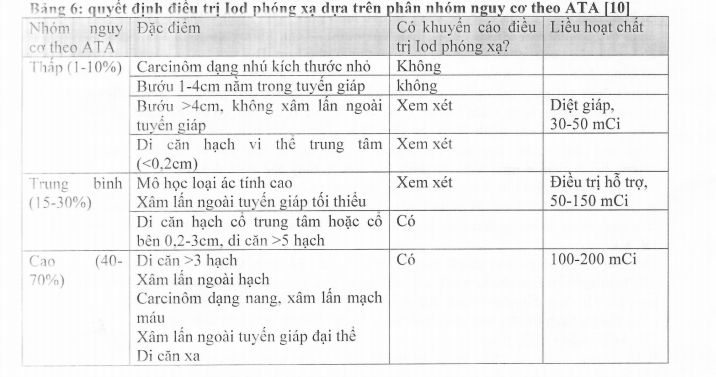 Bảng 6: quyết định điều trị Iod phóng xạ dựa trên phân nhóm nguy cơ theo ATA [10]
Nhóm nguy cơ theo ATA | Đặc điểm | Có khuyến cáo điều trị Iod phóng xạ? | Liều hoạt chất
Thấp (1-10%) | Carcinôm dạng nhú kích thước nhỏ | Không
Bướu 1-4cm nằm trong tuyến giáp | không
Bướu >4cm, không xâm lấn ngoài tuyến giáp | Xem xét | Diệt giáp, 30-50 mCi
Di căn hạch vi thể trung tâm (<0,2cm) | Xem xét
Trung bình (15-30%) | Mô học loại ác tính cao | Xem xét | Điều trị hỗ trợ, 50-150 mCi
Xâm lấn ngoài tuyến giáp tối thiểu
Di căn hạch cổ trung tâm hoặc cổ bên 0,2-3cm, di căn >5 hạch | Có
Cao (40-70%) | Di căn >3 hạch | Có | 100-200 mCi
Xâm lấn ngoài hạch
Carcinôm dạng nang, xâm lấn mạch máu
Xâm lấn ngoài tuyến giáp đại thể
Di căn xa